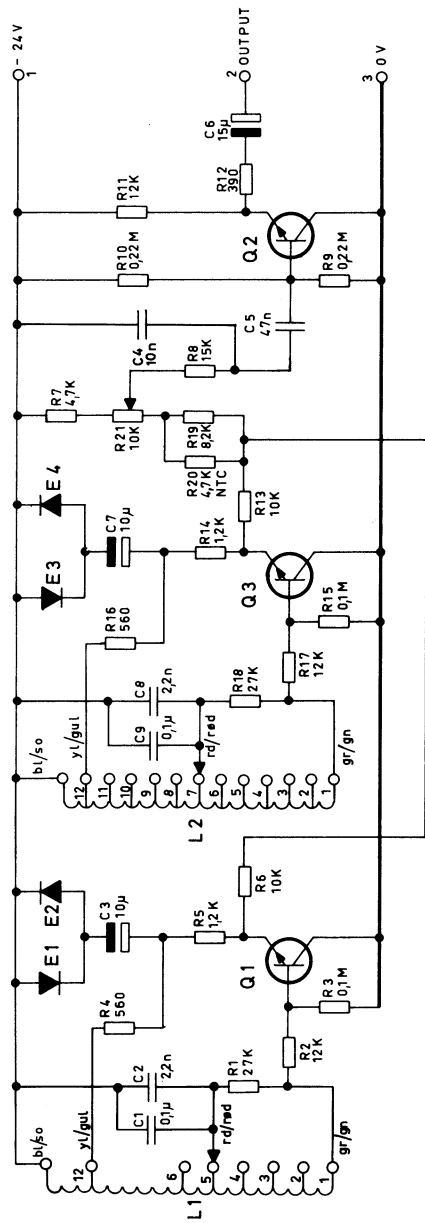 - 24V
1
OUTPUT
2
0 V
3
C6
15µ
R12
390
R11
12K
R10
0,22M
Q2
R9
0,22M
C5
47n
C4
10n
R8
15K
R7
4,7K
R21
10K
R19
8,2K
R20
4,7K
NTC
R13
10K
E4
E3
C7
10µ
R14
1,2K
Q3
R15
0,1M
R16
560
R17
12K
R18
27K
C8
2,2n
C9
0,1µ
rd/rød
bl/so
yl/gul
gr/gn
12
11
10
9
8
7
6
5
4
3
2
1
L2
E2
E1
C3
10µ
R6
10K
R5
1,2K
Q1
R3
0,1M
R4
560
R2
12K
R1
27K
C2
2,2n
C1
0,1µ
rd/rød
bl/so
yl/gul
gr/gn
12
6
5
4
3
2
1
L1